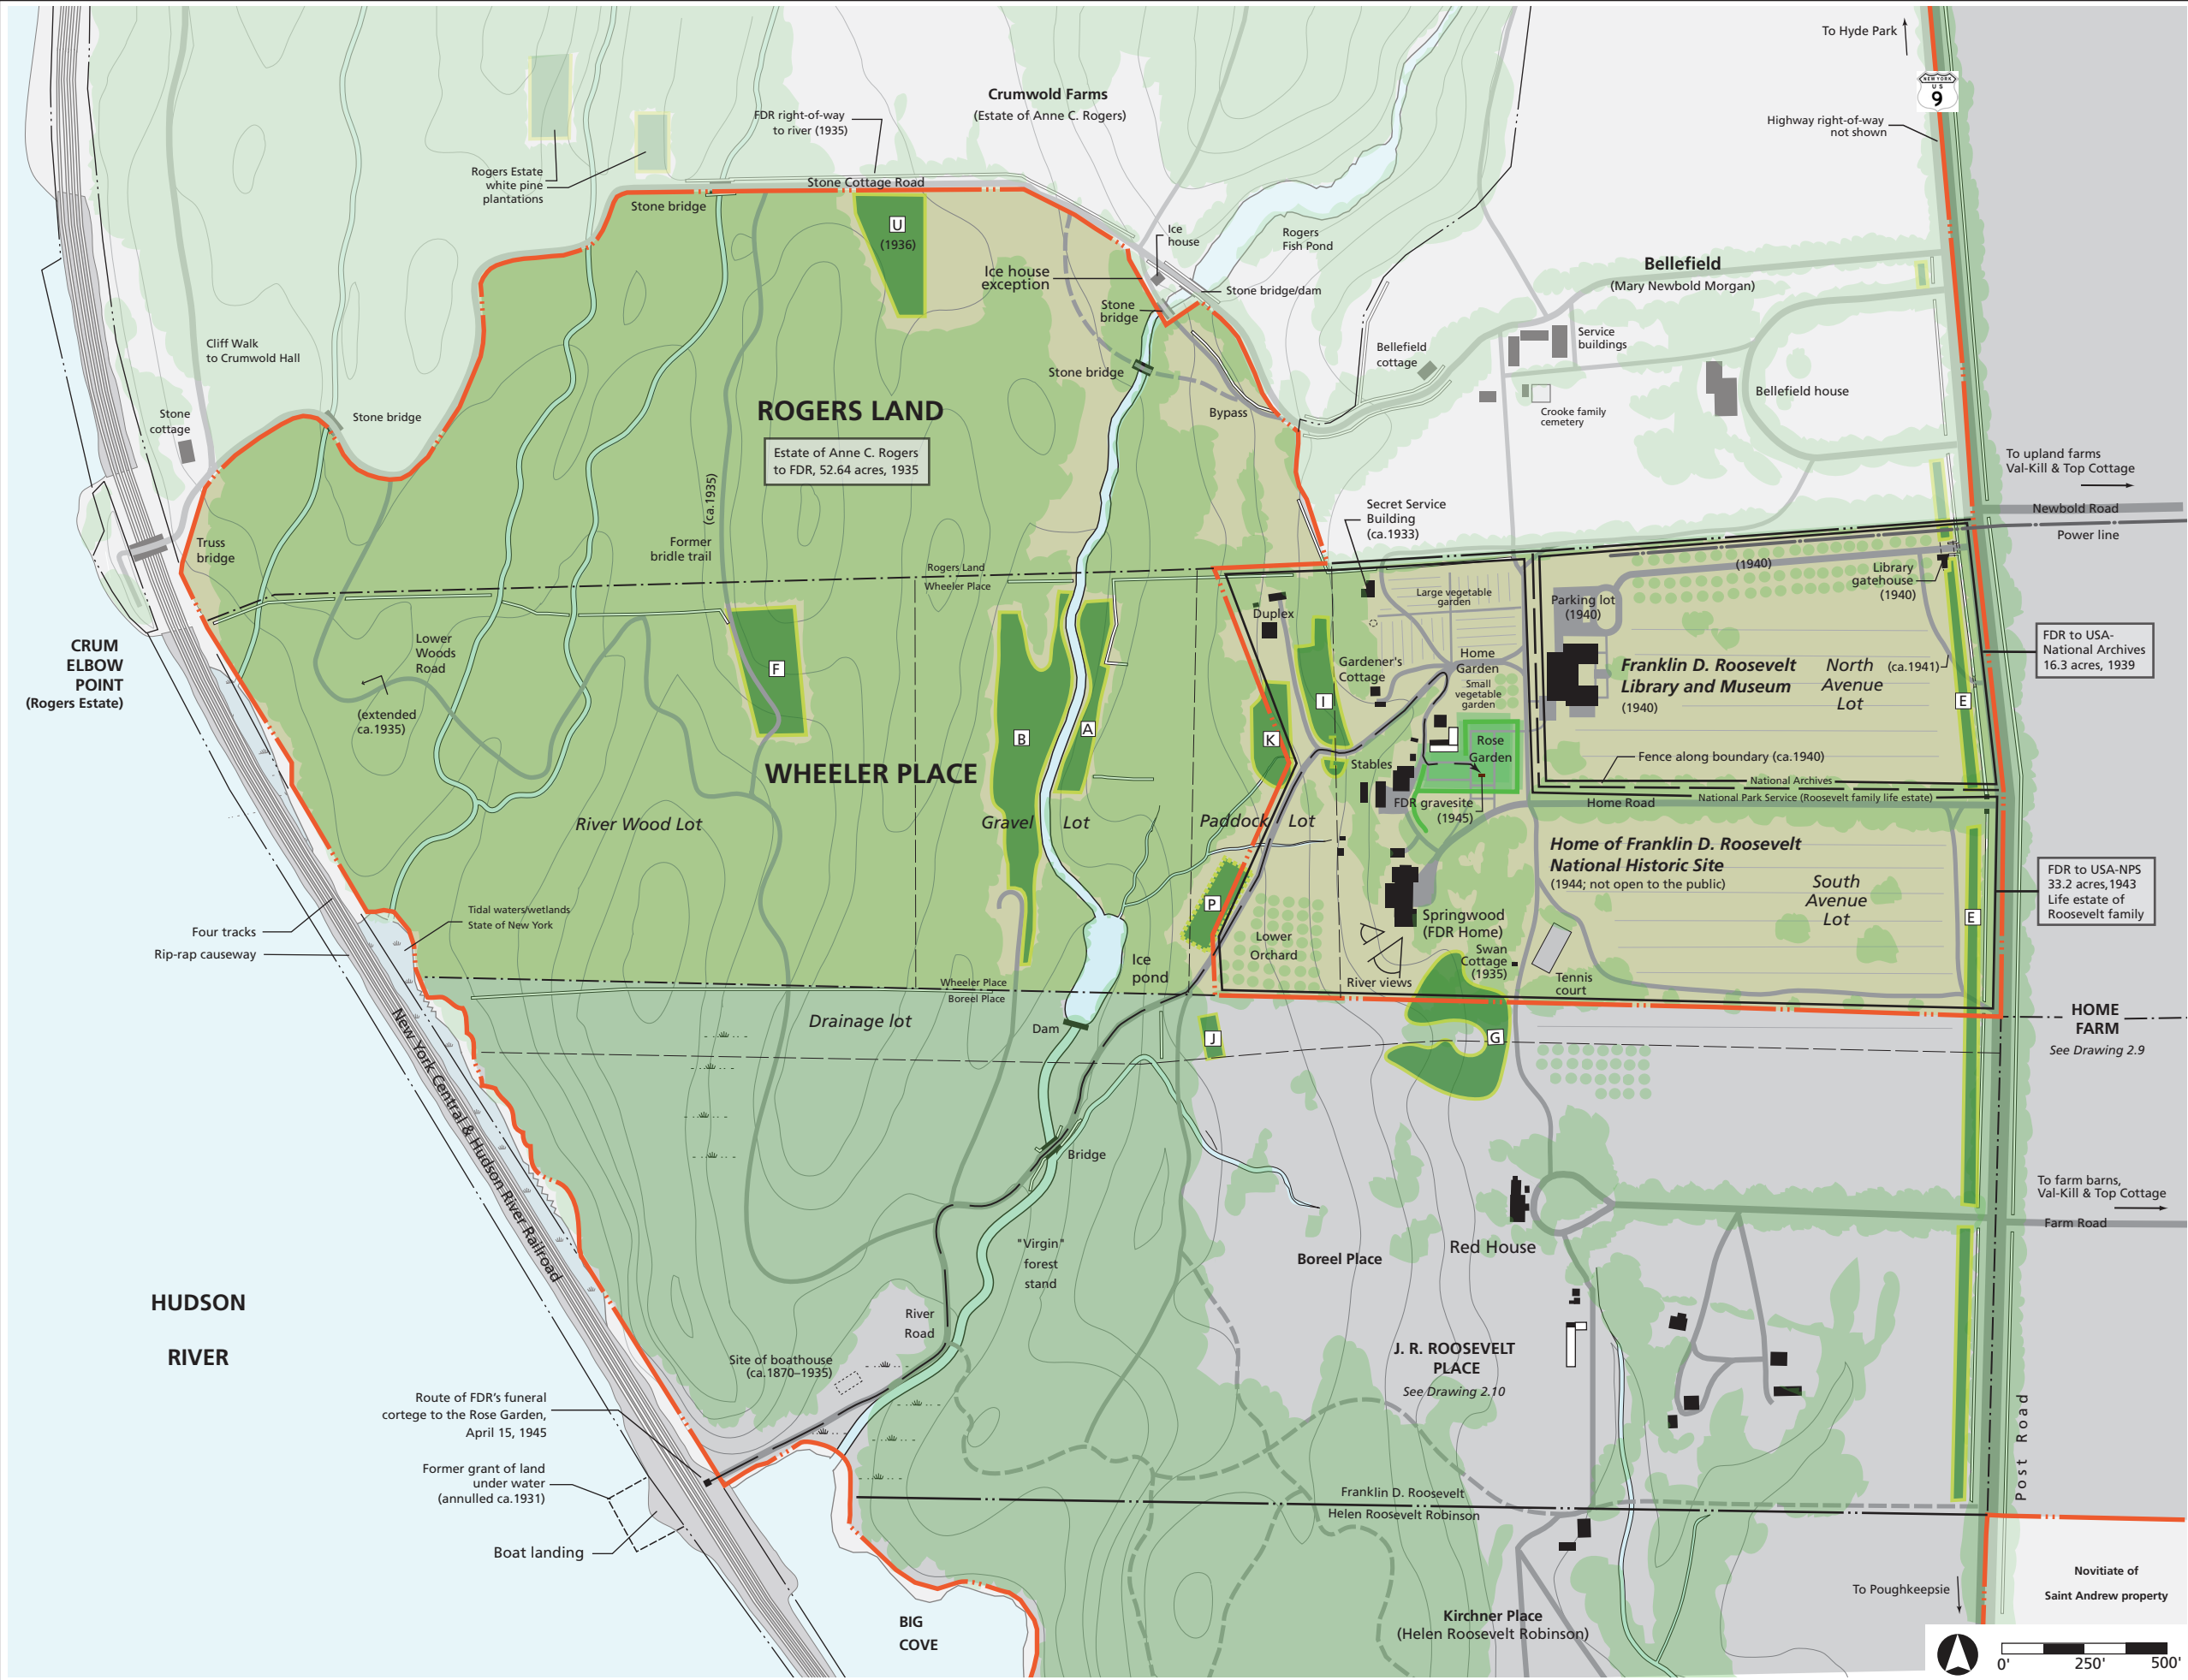 To Hyde Park
NEW YORK
US
9
Highway right-of-way
not shown
Crumwold Farms
(Estate of Anne C. Rogers)
FDR right-of-way
to river (1935)
Rogers Estate
white pine
plantations
Stone Cottage Road
Stone bridge
U
(1936)
Ice
house
Rogers
Fish Pond
Ice house
exception
Stone bridge/dam
Stone
bridge
Bellefield
(Mary Newbold Morgan)
Service
buildings
Bellefield
cottage
Bellefield house
Crooke family
cemetery
Cliff Walk
to Crumwold Hall
Stone bridge
Stone
cottage
Stone bridge
Bypass
ROGERS LAND
Estate of Anne C. Rogers
to FDR, 52.64 acres, 1935
To upland farms
Val-Kill & Top Cottage
Newbold Road
Power line
(ca.1935)
Former
bridle trail
Truss
bridge
Secret Service
Building
(ca.1933)
Rogers Land
Wheeler Place
(1940)
Library
gatehouse
(1940)
Large vegetable
garden
Parking lot
(1940)
Duplex
CRUM
ELBOW
POINT
(Rogers Estate)
Lower
Woods
Road
(extended
ca.1935)
F
B
A
K
I
L
Gardener's
Cottage
Home
Garden
Small
vegetable
garden
Franklin D. Roosevelt
Library and Museum
(1940)
North
Avenue
Lot
(ca.1941)
E
FDR to USA-
National Archives
16.3 acres, 1939
Rose
Garden
Stables
Fence along boundary (ca.1940)
National Archives
National Park Service (Roosevelt family life estate)
Home Road
FDR gravesite
(1945)
WHEELER PLACE
River Wood Lot
Gravel Lot
Paddock Lot
Home of Franklin D. Roosevelt
National Historic Site
(1944; not open to the public)
South
Avenue
Lot
E
FDR to USA-NPS
33.2 acres,1943
Life estate of
Roosevelt family
P
Springwood
(FDR Home)
Lower
Orchard
Swan
Cottage
(1935)
River views
Tennis
court
Four tracks
Rip-rap causeway
Tidal waters/wetlands
State of New York
Ice
pond
Wheeler Place
Boreel Place
Drainage lot
Dam
J
G
HOME
FARM
See Drawing 2.9
New York Central & Hudson River Railroad
Bridge
To farm barns,
Val-Kill & Top Cottage
Farm Road
"Virgin"
forest
stand
Boreel Place
Red House
HUDSON
RIVER
River
Road
Site of boathouse
(ca.1870–1935)
J. R. ROOSEVELT
PLACE
See Drawing 2.10
Post Road
Route of FDR's funeral
cortege to the Rose Garden,
April 15, 1945
Former grant of land
under water
(annulled ca.1931)
Boat landing
Franklin D. Roosevelt
Helen Roosevelt Robinson
BIG
COVE
Kirchner Place
(Helen Roosevelt Robinson)
To Poughkeepsie
Novitiate of
Saint Andrew property
0' 250' 500'